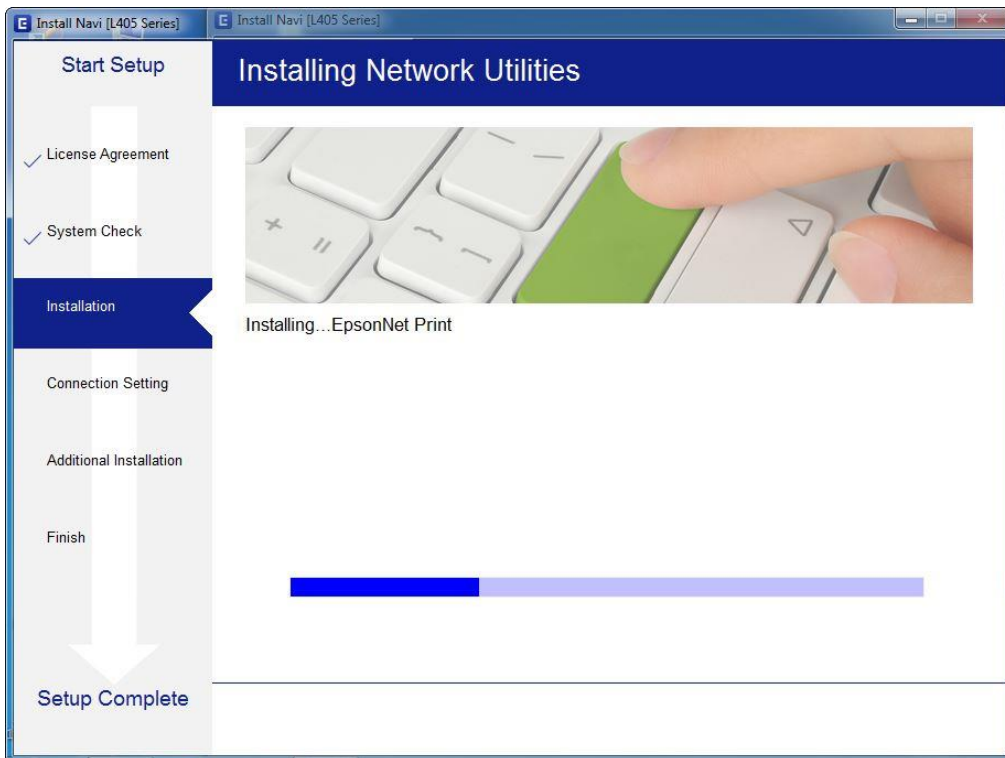 Install Navi [L405 Series]
Install Navi [L405 Series]
Start Setup
License Agreement
System Check
Installation
Connection Setting
Additional Installation
Finish
Setup Complete
Installing Network Utilities
Installing...EpsonNet Print